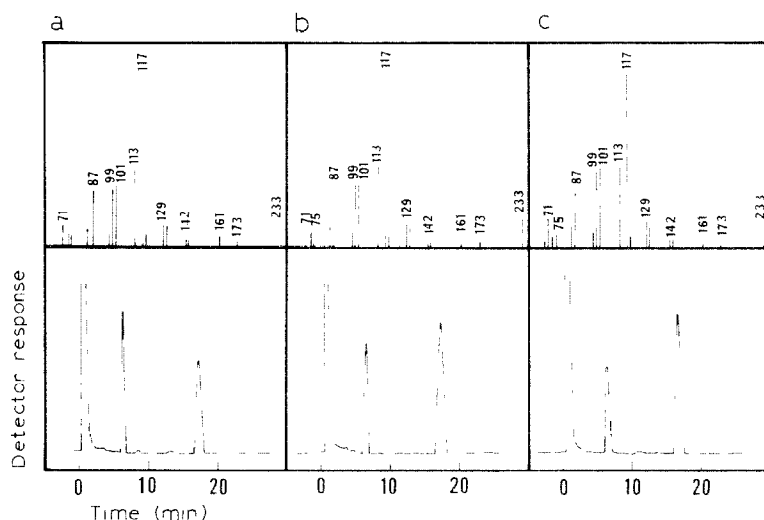 a b c
117 117 117
113 113 113
99 101 99 101 99 101
87 87 87
71 129 142 161 173 233
71 75 129 142 161 173 233
71 75 129 142 161 173 233
Detector response
0 10 20 0 10 20 0 10 20
Time (min)